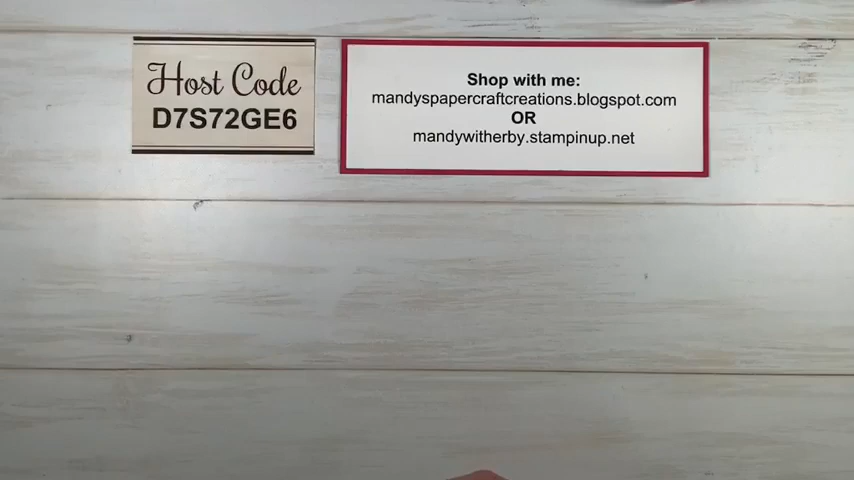 Host Code
D7S72GE6
Shop with me:
mandyspapercraftcreations.blogspot.com
OR
mandywitherby.stampinup.net